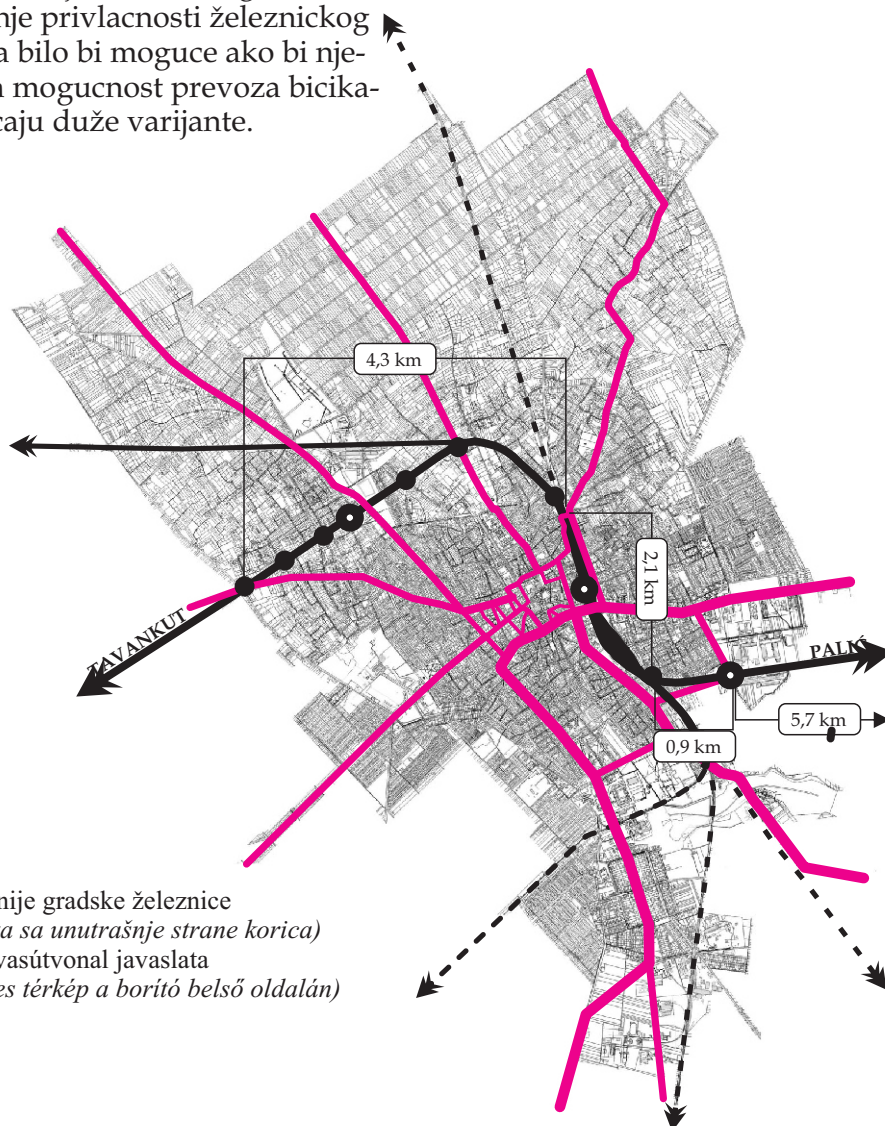 nje privlacnosti železnickog
a bilo bi moguce ako bi nje-
mogucnost prevoza bicika-
caju duže varijante.
4,3 km
2,1 km
TAVANKUT
PALIĆ
5,7 km
0,9 km
nije gradske železnice
a sa unutrašnje strane korica)
yasútvonal javaslata
es térkép a borító belső oldalán)